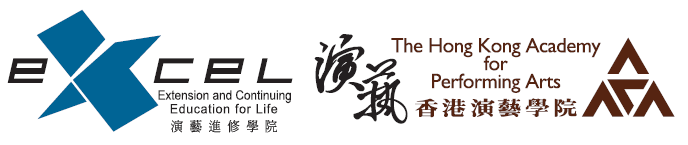 eXCEL
Extension and Continuing
Education for Life
演藝進修學院
演藝
The Hong Kong Academy
for
Performing Arts
香港演藝學院